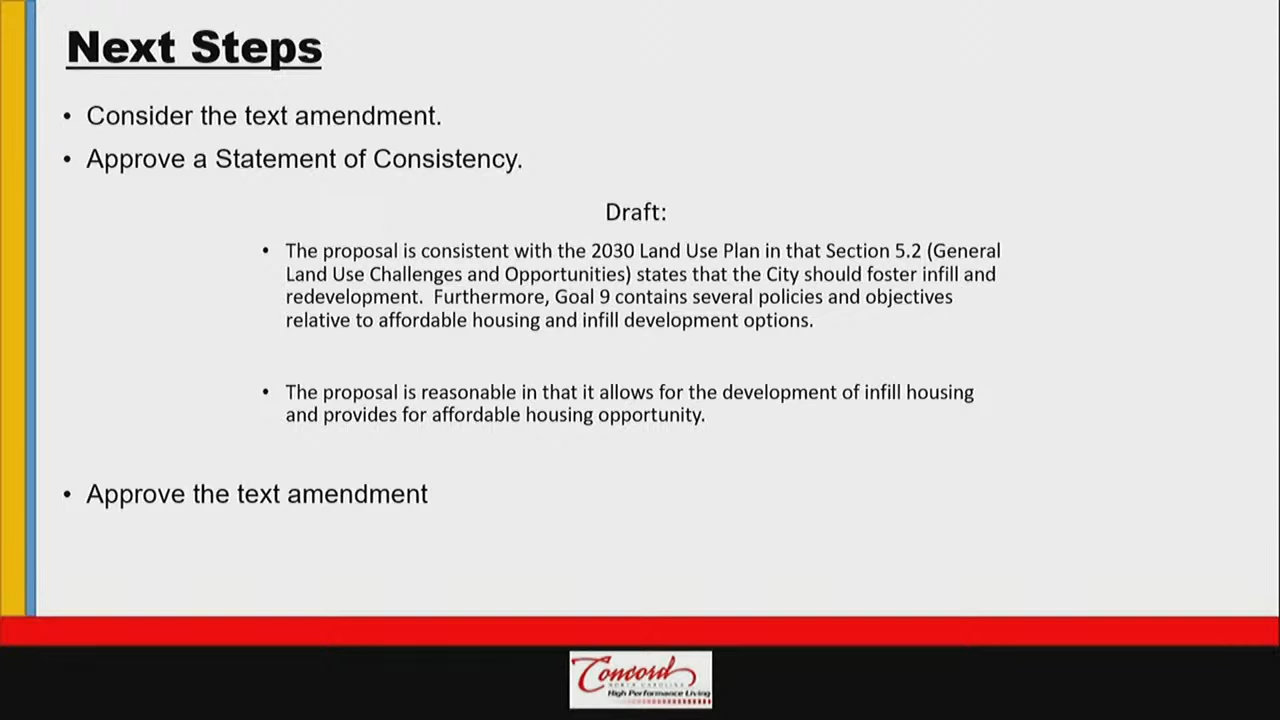 Next Steps
• Consider the text amendment.
• Approve a Statement of Consistency.
Draft:
• The proposal is consistent with the 2030 Land Use Plan in that Section 5.2 (General
Land Use Challenges and Opportunities) states that the City should foster infill and
redevelopment.  Furthermore, Goal 9 contains several policies and objectives
relative to affordable housing and infill development options.
• The proposal is reasonable in that it allows for the development of infill housing
and provides for affordable housing opportunity.
• Approve the text amendment
Concord
NORTH CAROLINA
High Performance Living